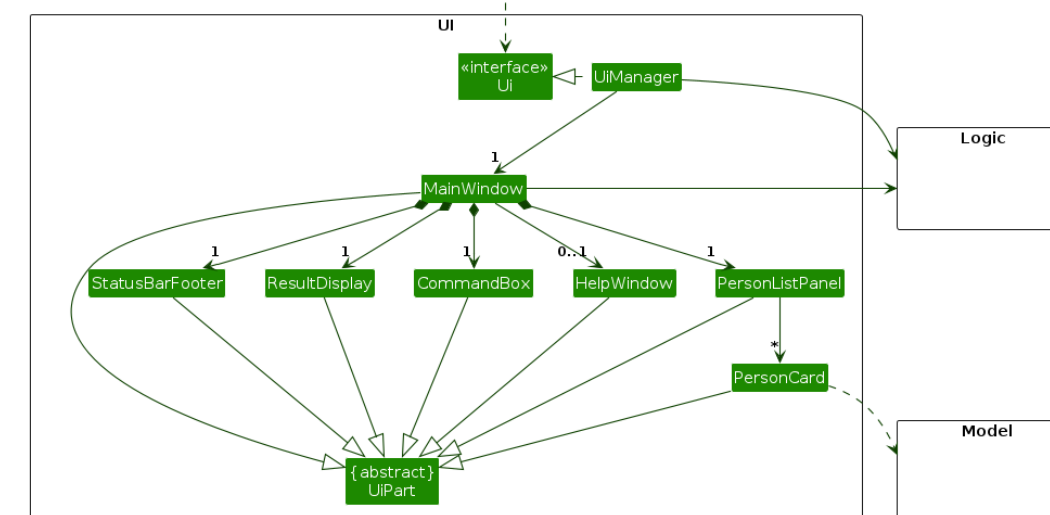 UI
«interface»
Ui
UiManager
Logic
1
MainWindow
1
1
1
0..1
1
StatusBarFooter
ResultDisplay
CommandBox
HelpWindow
PersonListPanel
*
PersonCard
Model
{abstract}
UiPart